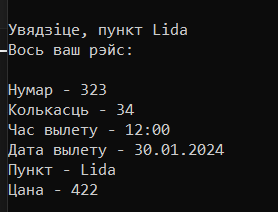 Увядзіце, пункт Lida
Вось ваш рэйс:
Нумар - 323
Колькасць - 34
Час вылету - 12:00
Дата вылету - 30.01.2024
Пункт - Lida
Цана - 422